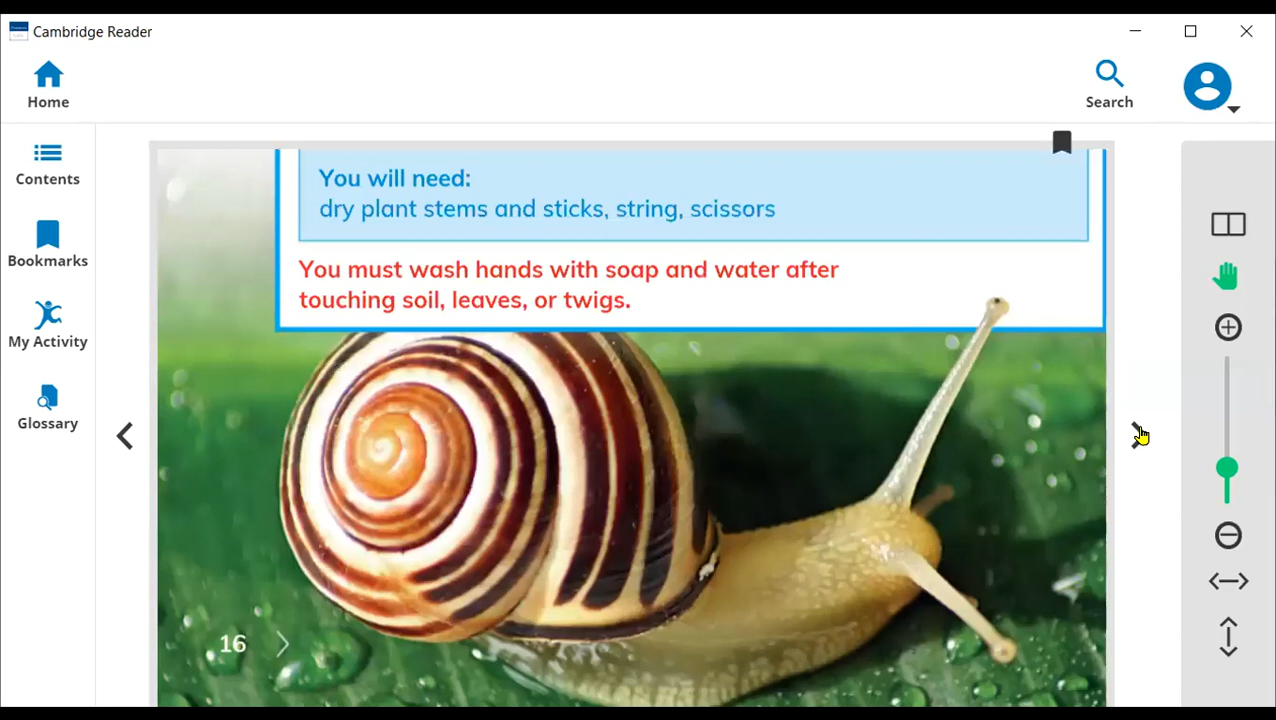 Cambridge Reader
Home
Search
Contents
Bookmarks
My Activity
Glossary
You will need:
dry plant stems and sticks, string, scissors
You must wash hands with soap and water after
touching soil, leaves, or twigs.
16